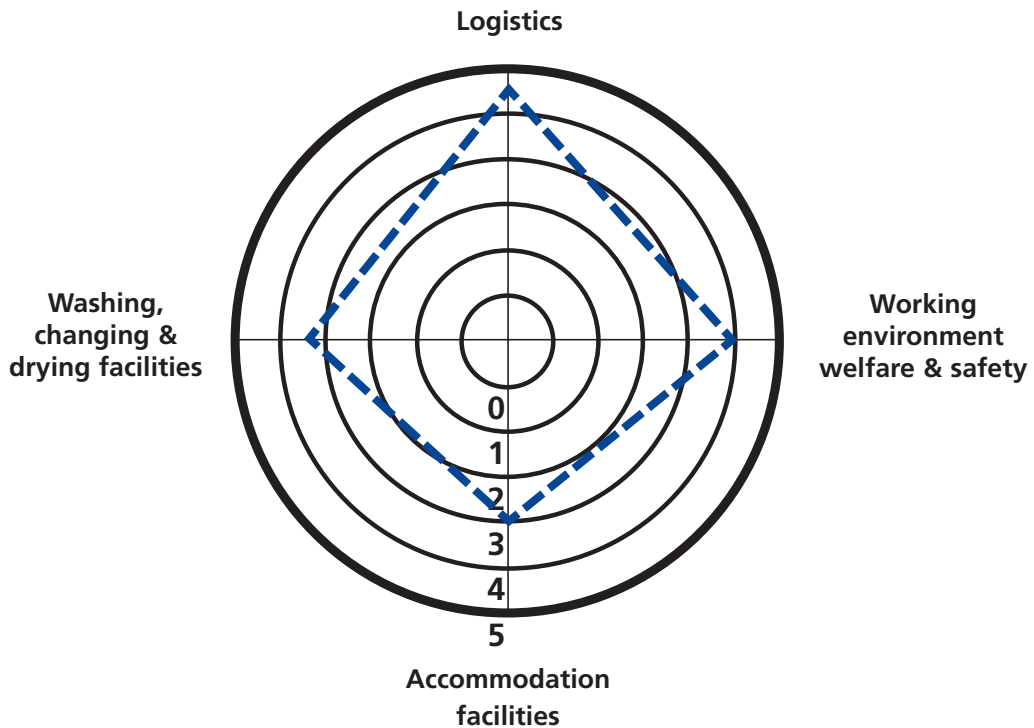 Logistics
Washing,
changing &
drying facilities
Working
environment
welfare & safety
0
1
2
3
4
5
Accommodation
facilities